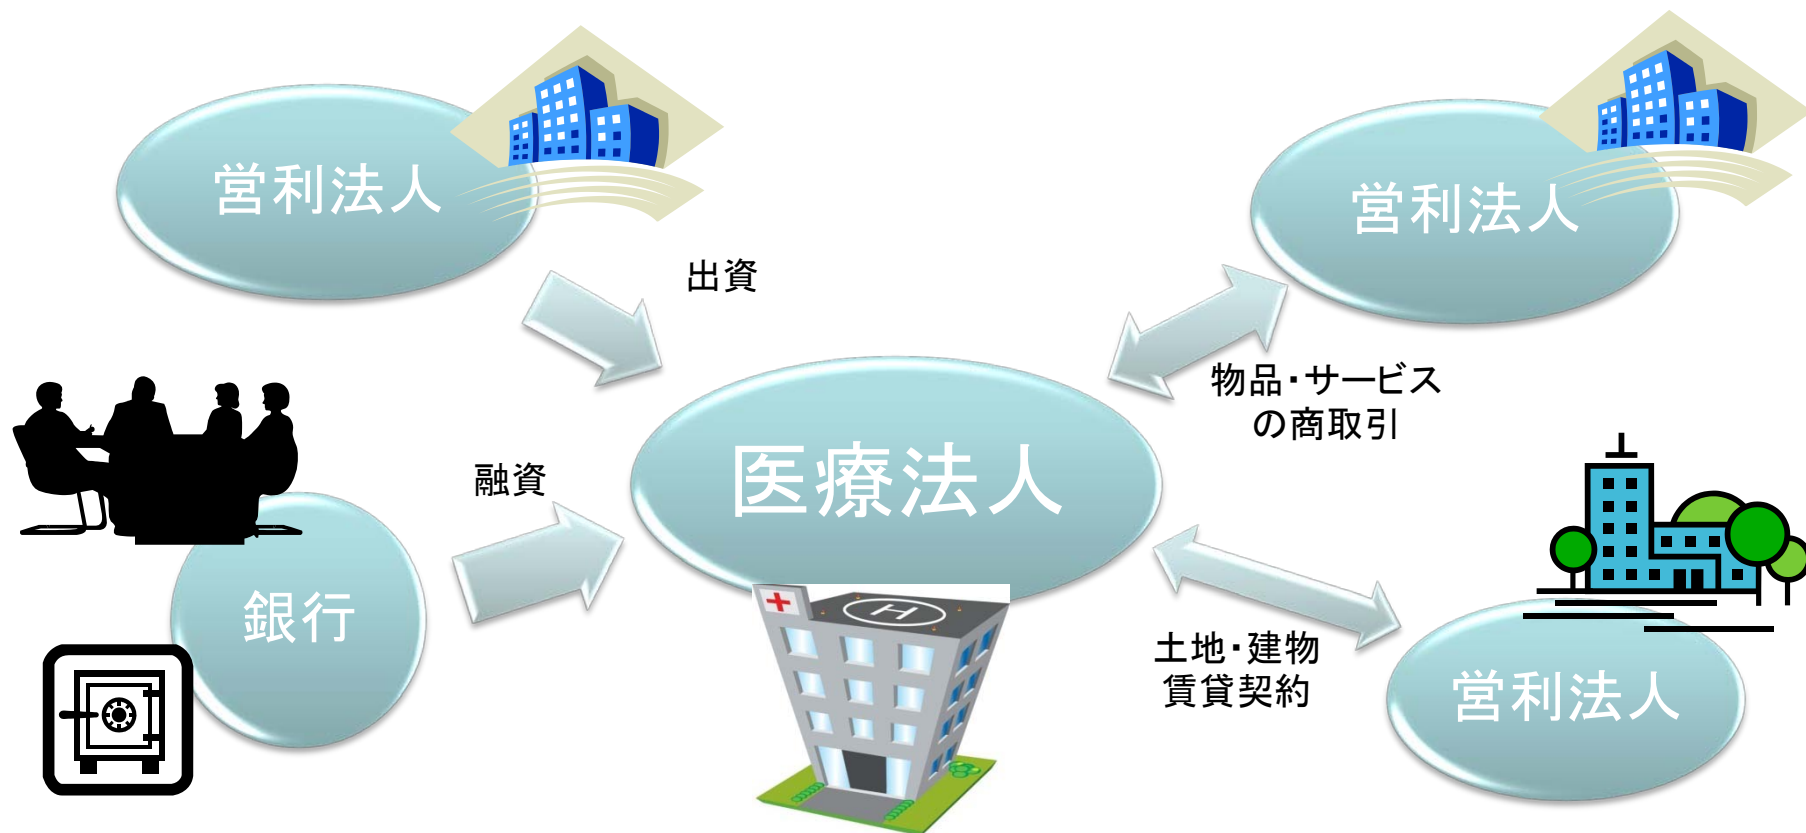 営利法人
営利法人
出資
物品・サービス
の商取引
医療法人
融資
銀行
土地・建物
賃貸契約
営利法人
H